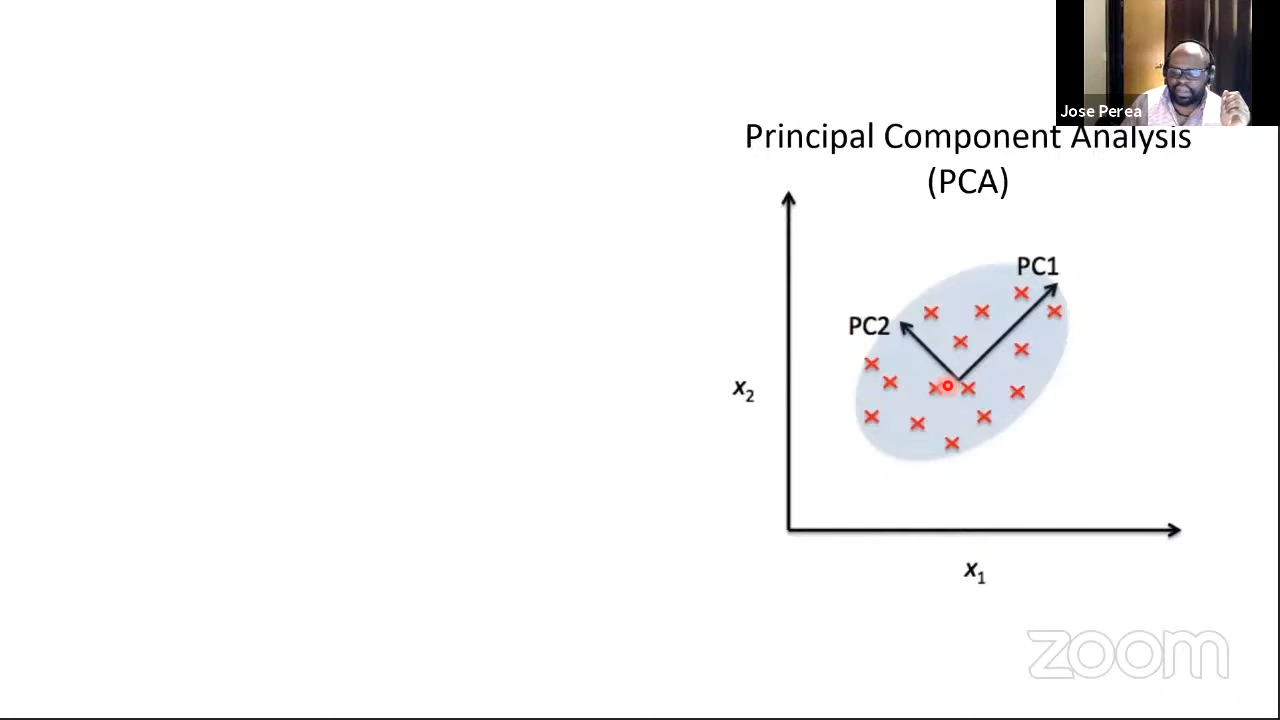 Jose Perea
Principal Component Analysis
(PCA)
PC1
PC2
x2
x1
zoom